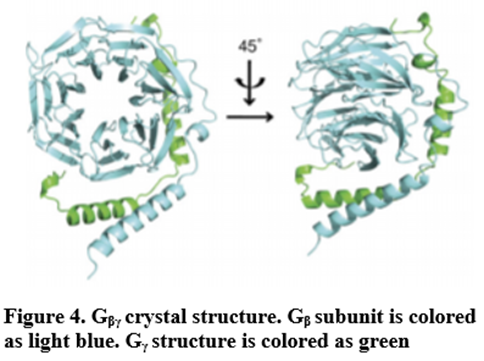 45°
Figure 4. Gβγ crystal structure. Gβ subunit is colored
as light blue. Gγ structure is colored as green